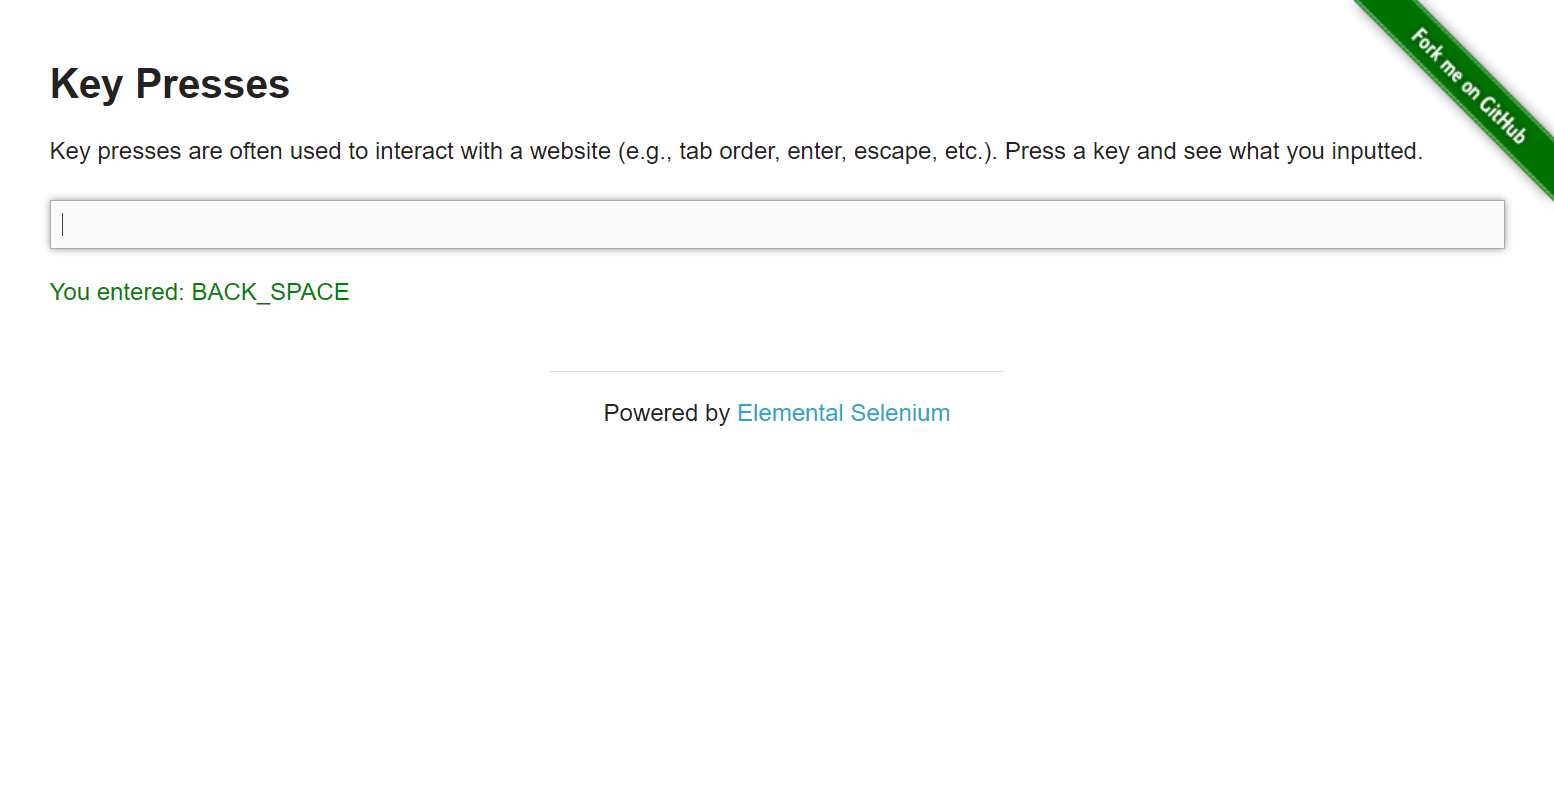 Fork me on GitHub
Key Presses
Key presses are often used to interact with a website (e.g., tab order, enter, escape, etc.). Press a key and see what you inputted.
You entered: BACK_SPACE
Powered by Elemental Selenium